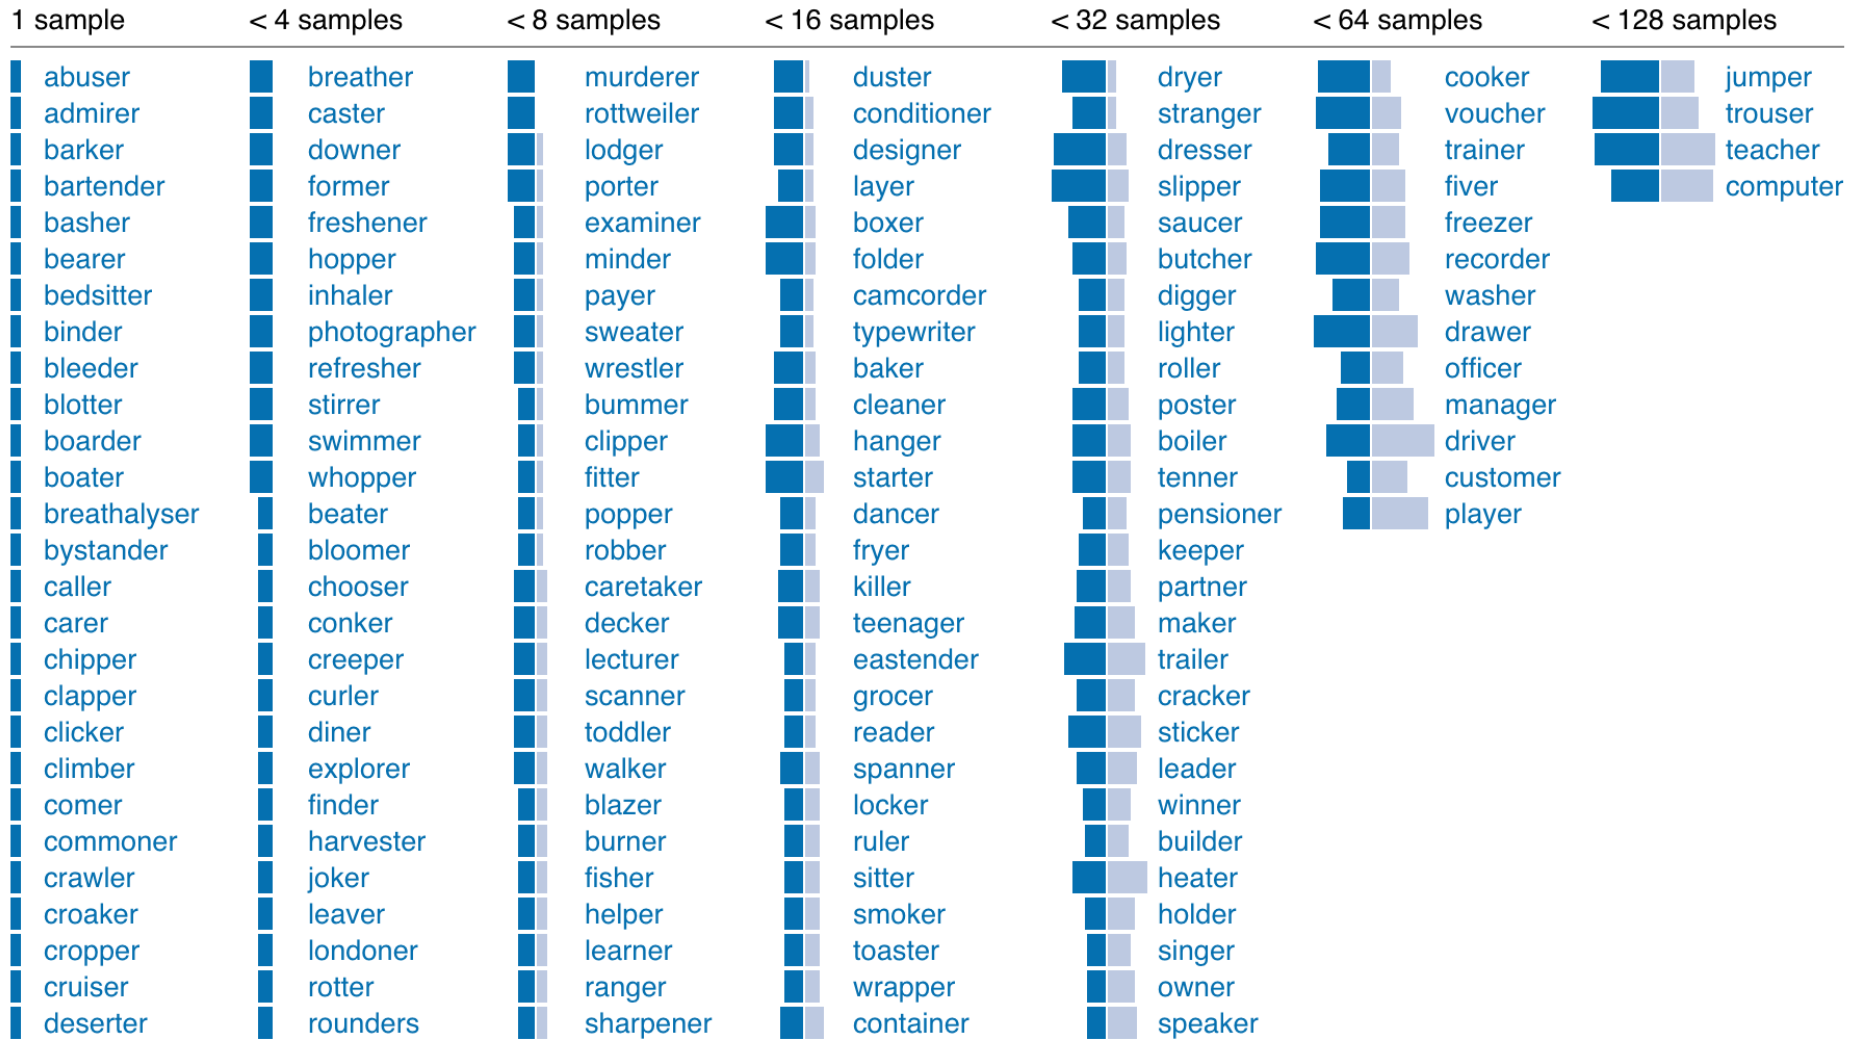 1 sample < 4 samples < 8 samples < 16 samples < 32 samples < 64 samples < 128 samples
abuser breather murderer duster dryer cooker jumper
admirer caster rottweiler conditioner stranger voucher trouser
barker downer lodger designer dresser trainer teacher
bartender former porter layer slipper fiver computer
basher freshener examiner boxer saucer freezer
bearer hopper minder folder butcher recorder
bedsitter inhaler payer camcorder digger washer
binder photographer sweater typewriter lighter drawer
bleeder refresher wrestler baker roller officer
blotter stirrer bummer cleaner poster manager
boarder swimmer clipper hanger boiler driver
boater whopper fitter starter tenner customer
breathalyser beater popper dancer pensioner player
bystander bloomer robber fryer keeper
caller chooser caretaker killer partner
carer conker decker teenager maker
chipper creeper lecturer eastender trailer
clapper curler scanner grocer cracker
clicker diner toddler reader sticker
climber explorer walker spanner leader
comer finder blazer locker winner
commoner harvester burner ruler builder
crawler joker fisher sitter heater
croaker leaver helper smoker holder
cropper londoner learner toaster singer
cruiser rotter ranger wrapper owner
deserter rounders sharpener container speaker